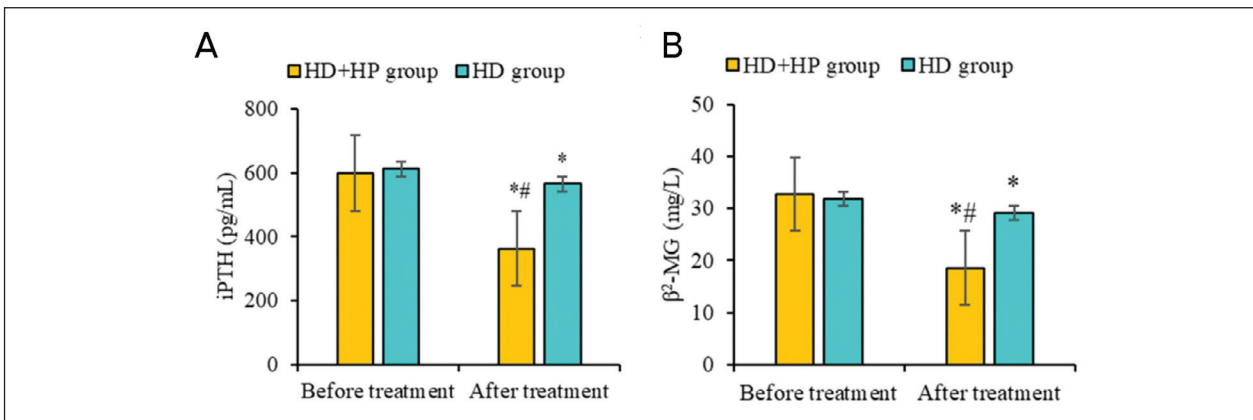 A
HD+HP group HD group
iPTH (pg/mL)
800
600
400
200
0
*# *
Before treatment After treatment
B
HD+HP group HD group
β²-MG (mg/L)
50
40
30
20
10
0
*# *
Before treatment After treatment